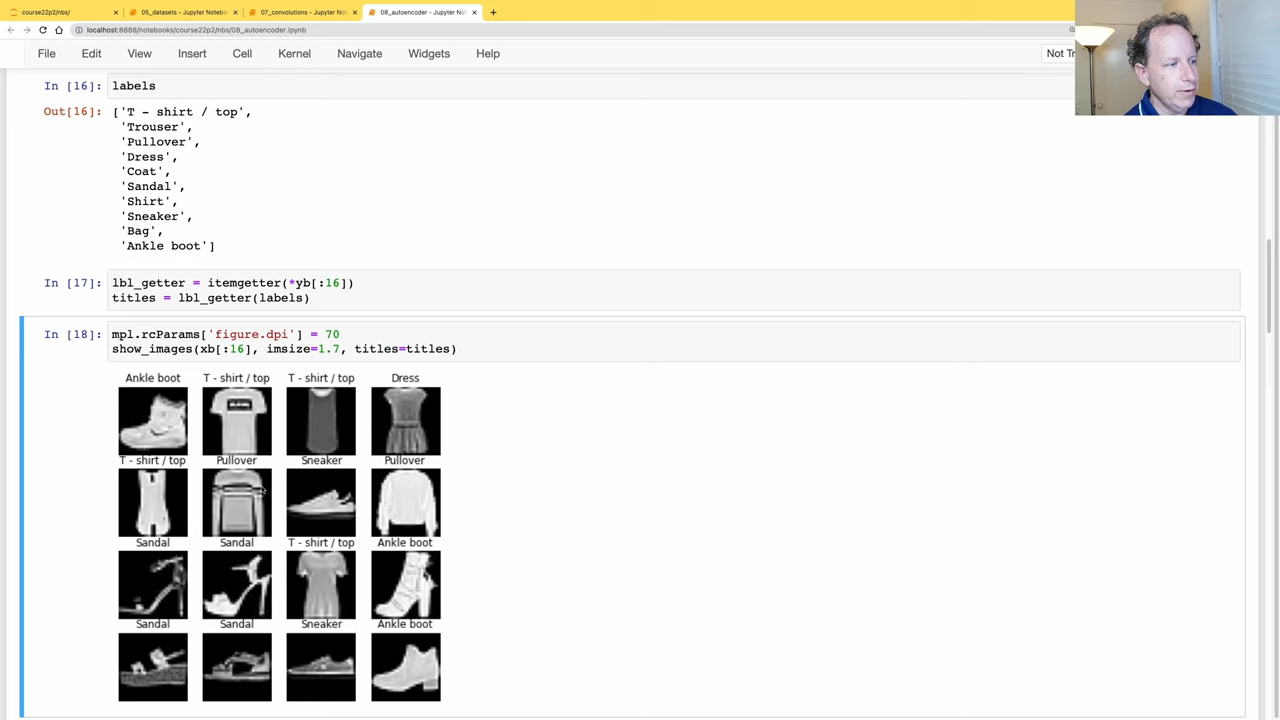 course22p2/nbs/
05_datasets - Jupyter Notebook
07_convolutions - Jupyter Not
08_autoencoder - Jupyter Not
localhost:8888/notebooks/course22p2/nbs/08_autoencoder.ipynb
File Edit View Insert Cell Kernel Navigate Widgets Help
Not Tr
In [16]: labels
Out[16]: ['T - shirt / top',
'Trouser',
'Pullover',
'Dress',
'Coat',
'Sandal',
'Shirt',
'Sneaker',
'Bag',
'Ankle boot']
In [17]: lbl_getter = itemgetter(*yb[:16])
titles = lbl_getter(labels)
In [18]: mpl.rcParams['figure.dpi'] = 70
show_images(xb[:16], imsize=1.7, titles=titles)
Ankle boot T - shirt / top T - shirt / top Dress
T - shirt / top Pullover Sneaker Pullover
Sandal Sandal T - shirt / top Ankle boot
Sandal Sandal Sneaker Ankle boot